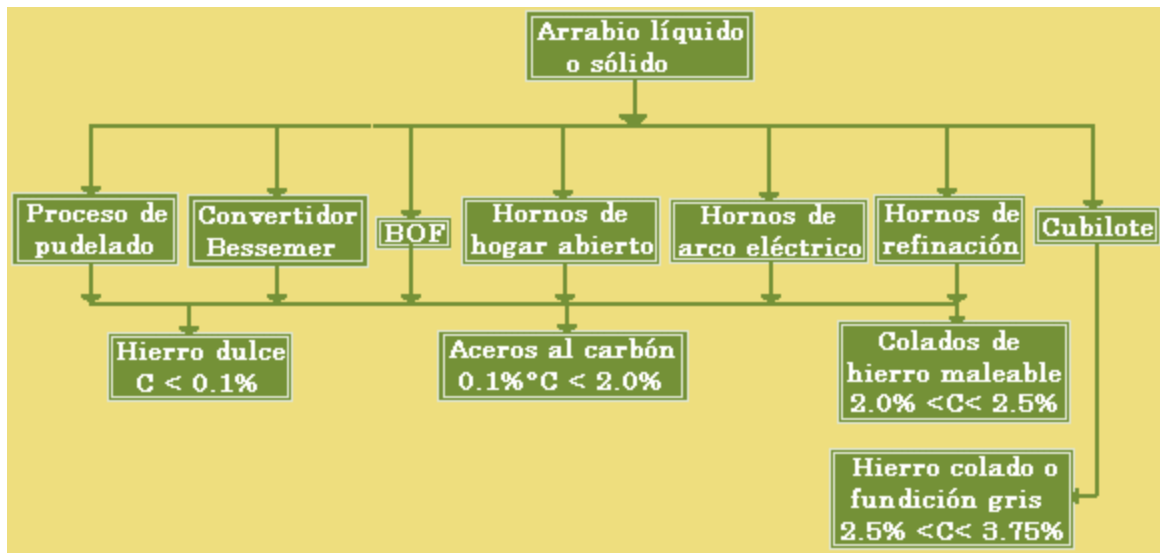 Arrabio líquido
o sólido
Proceso de
pudelado
Convertidor
Bessemer
BOF
Hornos de
hogar abierto
Hornos de
arco eléctrico
Hornos de
refinación
Cubilote
Hierro dulce
C < 0.1%
Aceros al carbón
0.1%°C < 2.0%
Colados de
hierro maleable
2.0% <C< 2.5%
Hierro colado o
fundición gris
2.5% <C< 3.75%